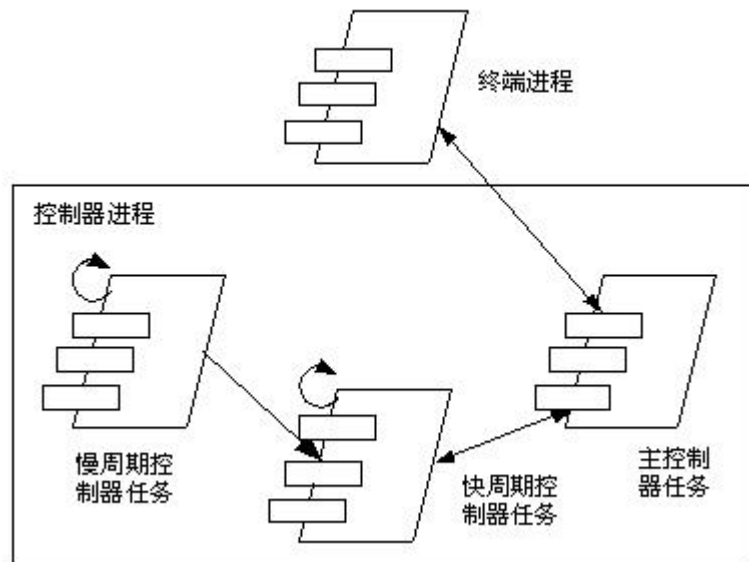 终端进程
控制器进程
慢周期控
制器任务
快周期控
制器任务
主控制
器任务